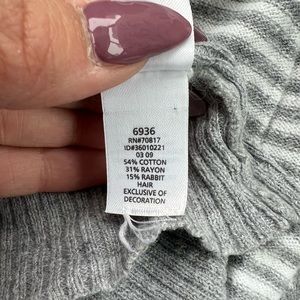 6936
RN#70817
ID#36010221
03 09
54% COTTON
31% RAYON
15% RABBIT
HAIR
EXCLUSIVE OF
DECORATION